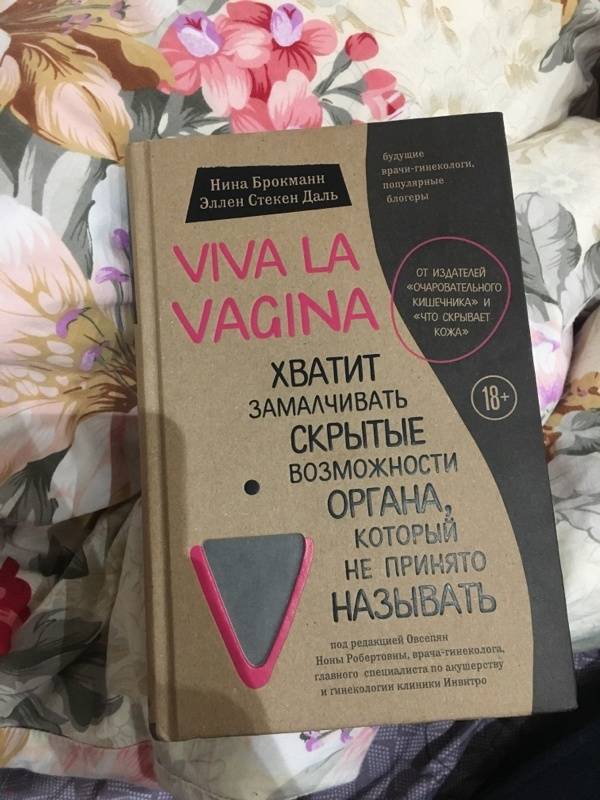 Нина Брокманн
Эллен Стекен Даль
будущие
врачи-гинекологи,
популярные
блогеры
VIVA LA
VAGINA
ОТ ИЗДАТЕЛЕЙ
«ОЧАРОВАТЕЛЬНОГО
КИШЕЧНИКА» И
«ЧТО СКРЫВАЕТ
КОЖА»
ХВАТИТ
ЗАМАЛЧИВАТЬ
СКРЫТЫЕ
ВОЗМОЖНОСТИ
ОРГАНА,
КОТОРЫЙ
НЕ ПРИНЯТО
НАЗЫВАТЬ
18+
под редакцией Овсепян
Ноны Робертовны, врача-гинеколога,
главного специалиста по акушерству
и гинекологии клиники Инвитро